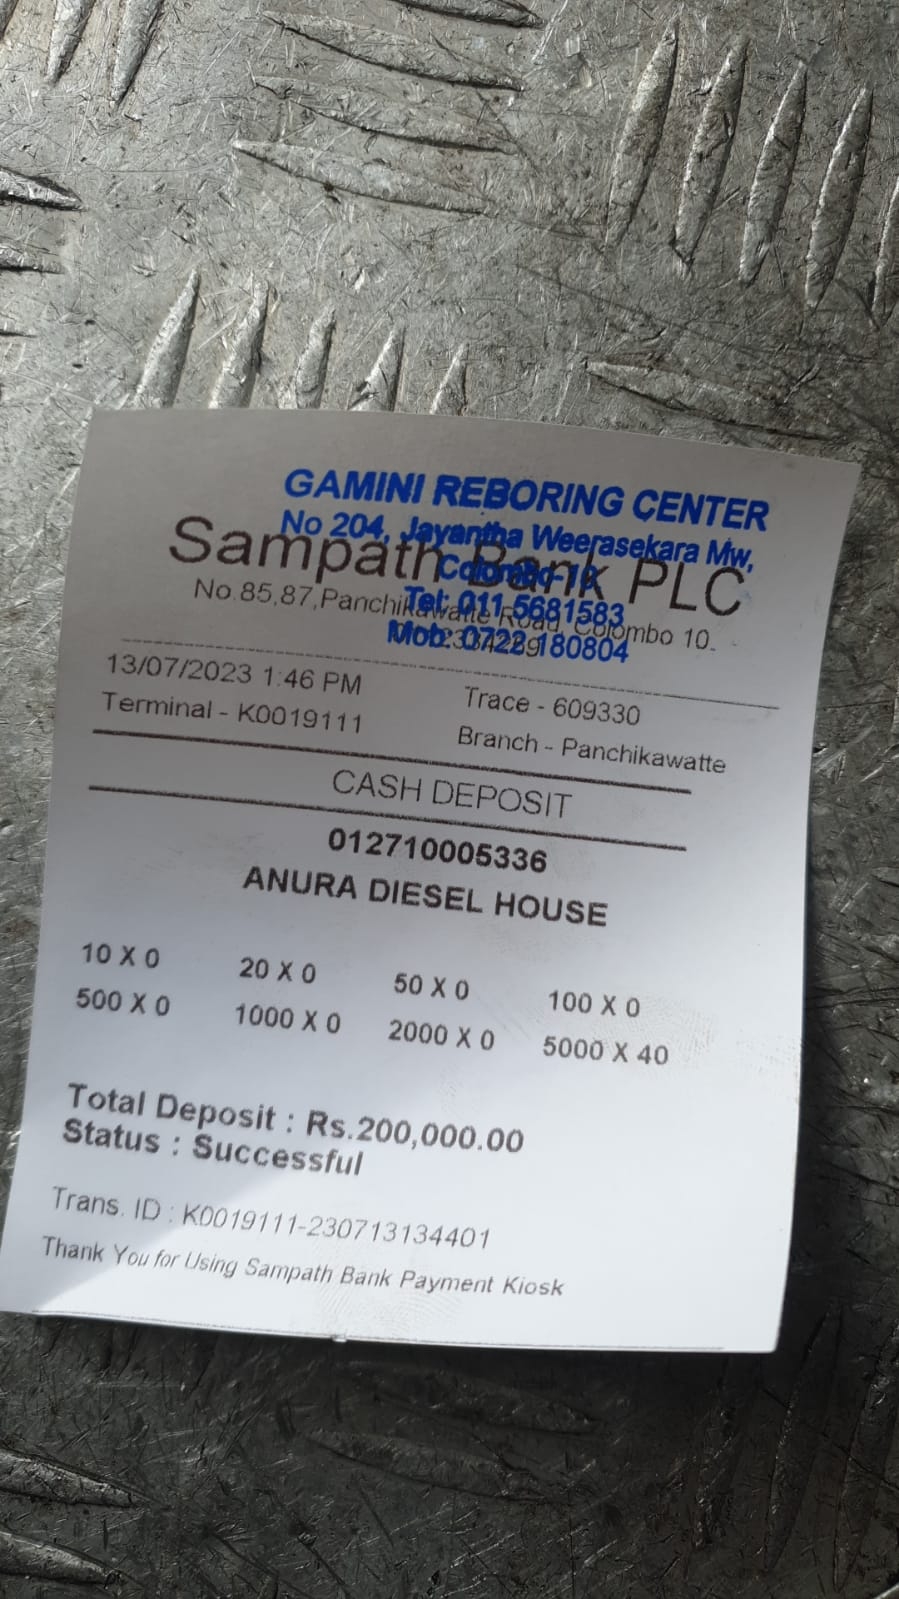 GAMINI REBORING CENTER
No 204, Jayantha Weerasekara Mw,
Colombo-10
Tel: 011 5681583
Mob: 0722 180804
Sampath Bank PLC
No.85,87,Panchikawatte Road, Colombo 10.
13/07/2023 1:46 PM
Trace - 609330
Terminal - K0019111
Branch - Panchikawatte
CASH DEPOSIT
012710005336
ANURA DIESEL HOUSE
10 X 0 20 X 0 50 X 0 100 X 0
500 X 0 1000 X 0 2000 X 0 5000 X 40
Total Deposit : Rs.200,000.00
Status : Successful
Trans. ID : K0019111-230713134401
Thank You for Using Sampath Bank Payment Kiosk